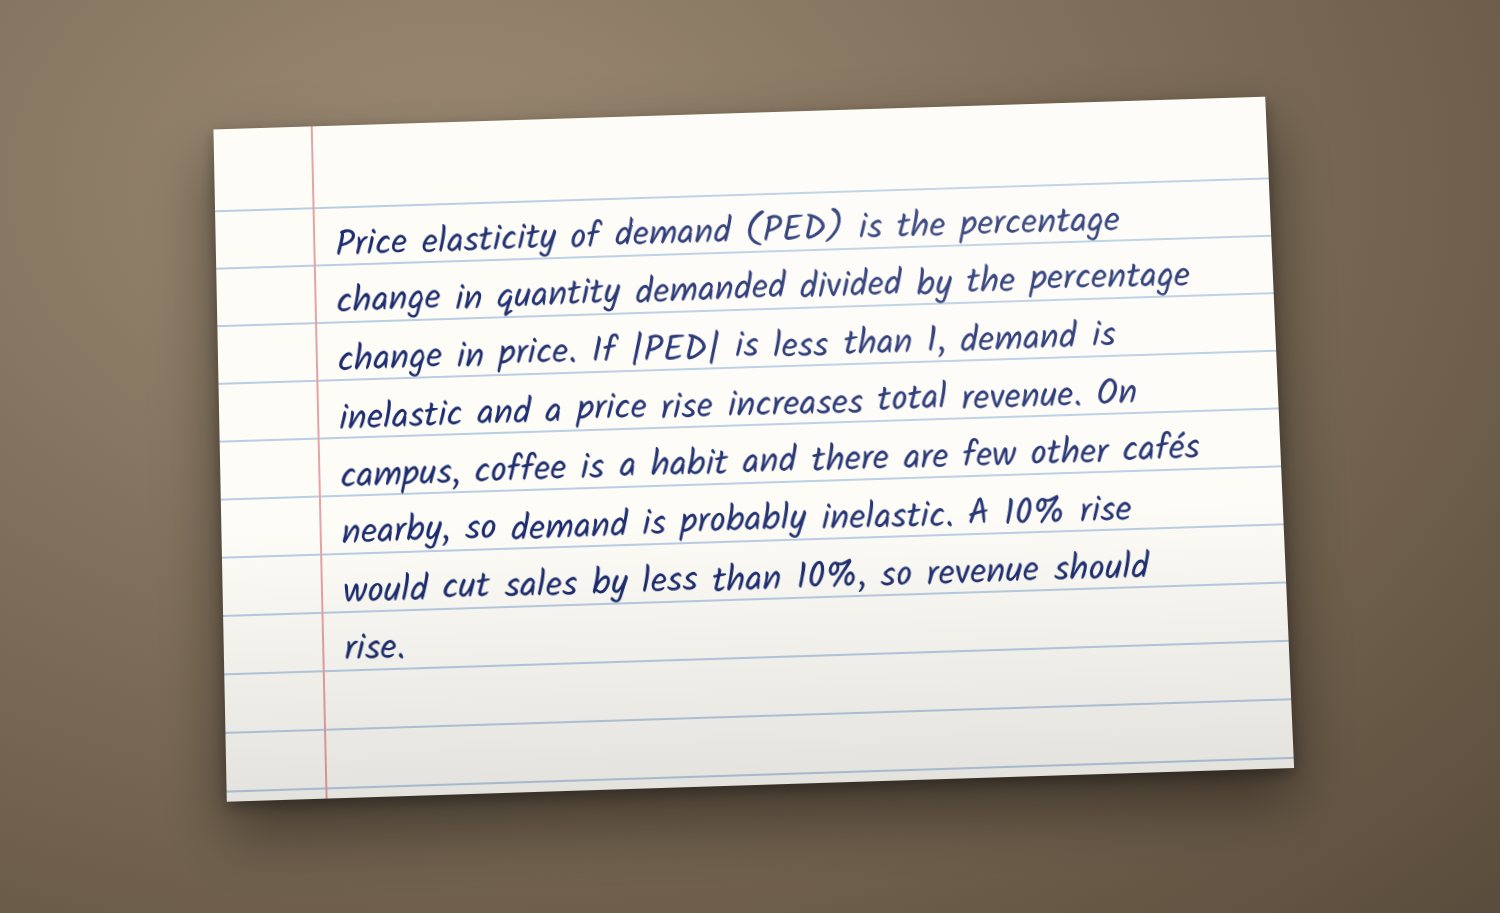 Price elasticity of demand (PED) is the percentage
change in quantity demanded divided by the percentage
change in price. If |PED| is less than 1, demand is
inelastic and a price rise increases total revenue. On
campus, coffee is a habit and there are few other cafés
nearby, so demand is probably inelastic. A 10% rise
would cut sales by less than 10%, so revenue should
rise.